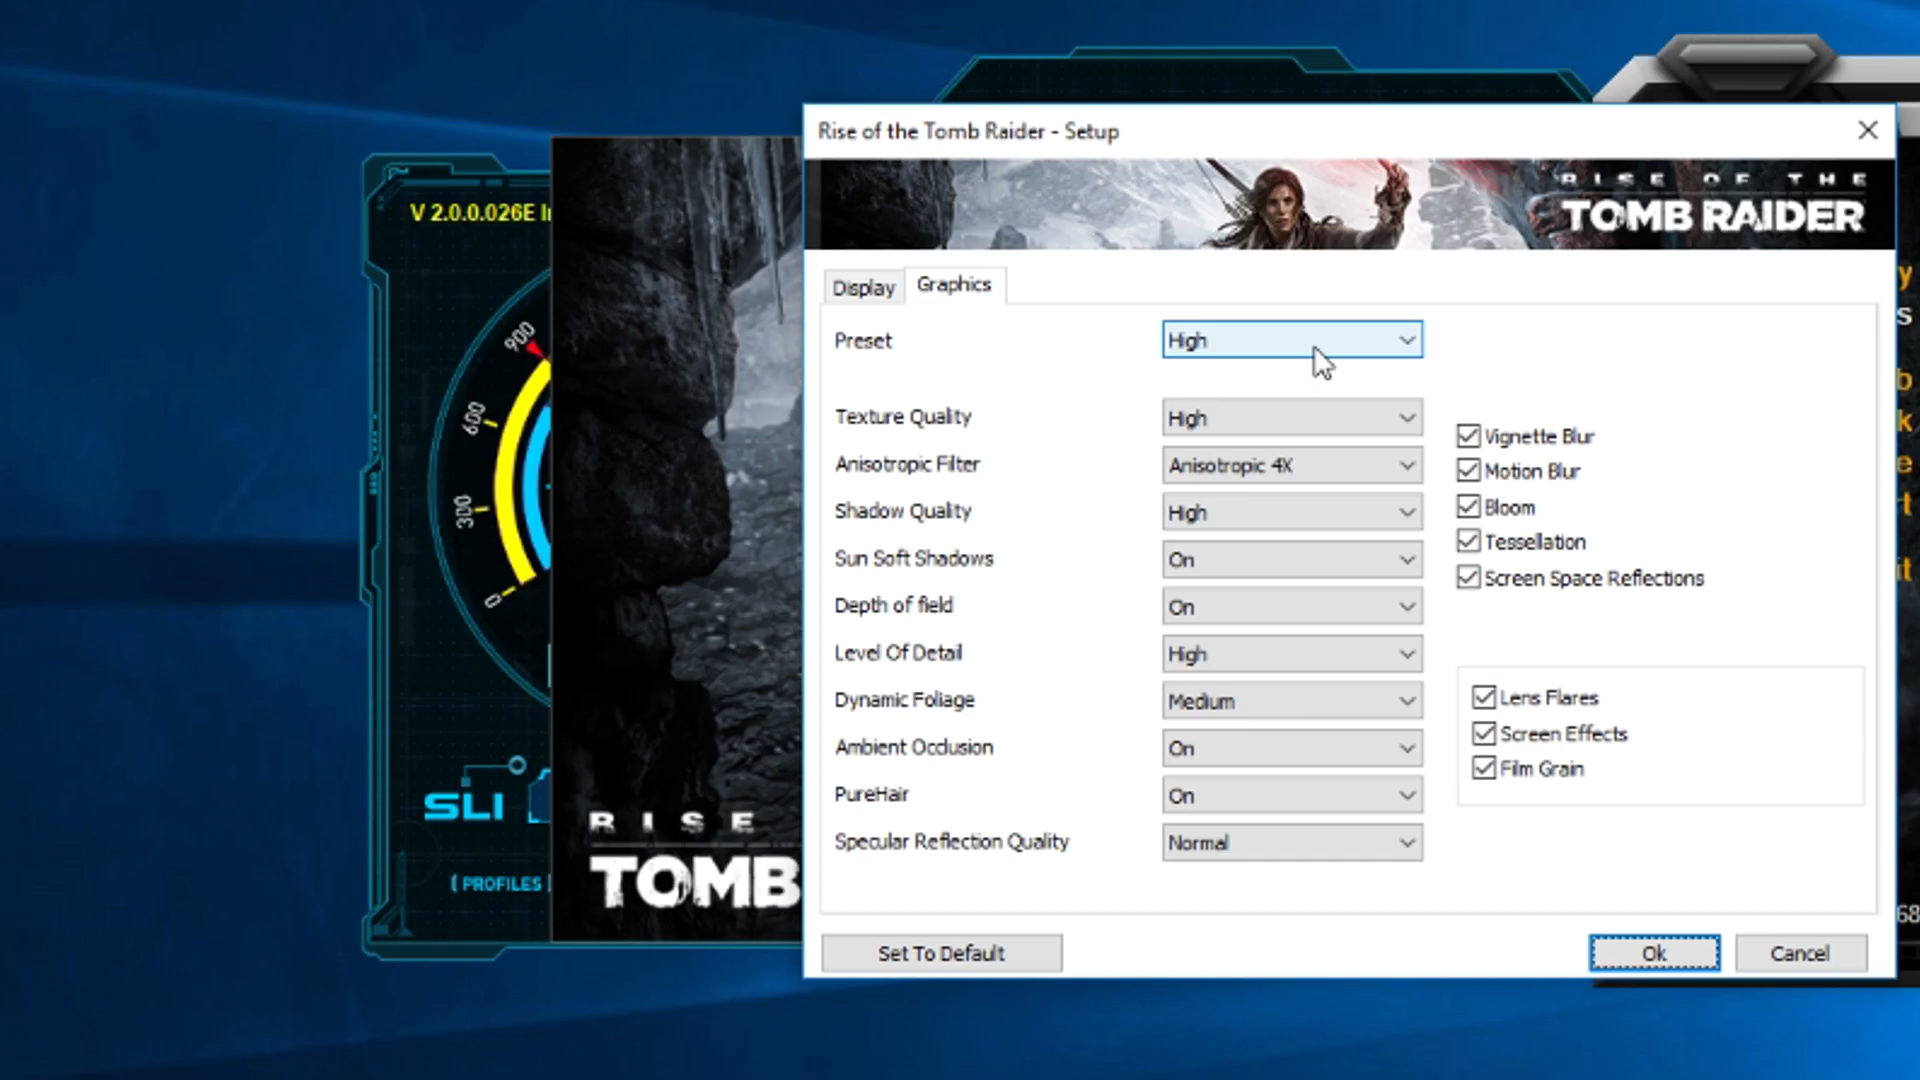 Rise of the Tomb Raider - Setup
RISE OF THE
TOMB RAIDER
Display
Graphics
Preset
High
Texture Quality
High
Anisotropic Filter
Anisotropic 4X
Shadow Quality
High
Sun Soft Shadows
On
Depth of field
On
Level Of Detail
High
Dynamic Foliage
Medium
Ambient Occlusion
On
PureHair
On
Specular Reflection Quality
Normal
Vignette Blur
Motion Blur
Bloom
Tessellation
Screen Space Reflections
Lens Flares
Screen Effects
Film Grain
Set To Default
Ok
Cancel
V 2.0.0.026E
900
600
300
0
SLI
[ PROFILES ]
RISE
TOMB
y
s
b
k
e
t
it
68